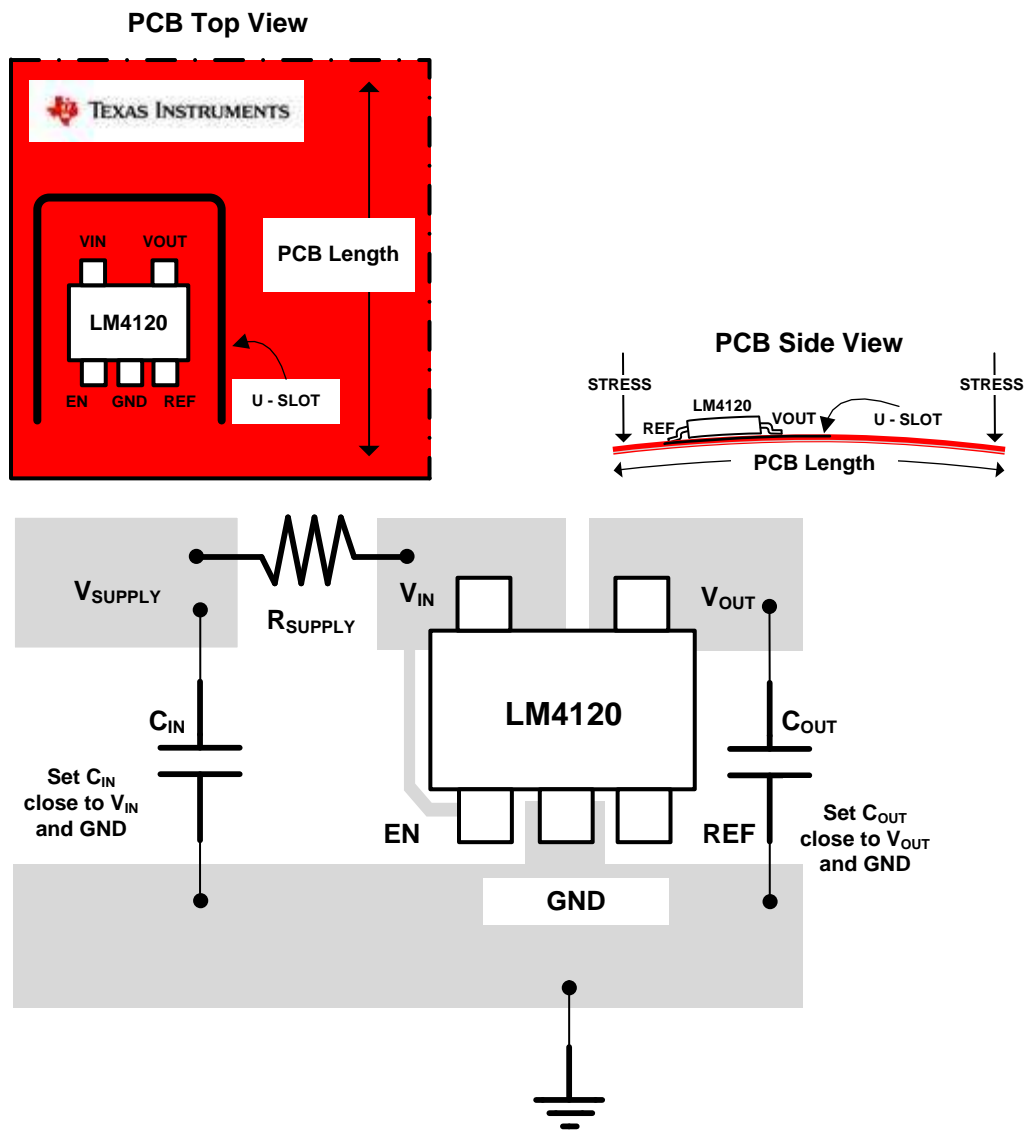 PCB Top View
TEXAS INSTRUMENTS
VIN VOUT
PCB Length
LM4120
EN GND REF
U - SLOT
PCB Side View
STRESS STRESS
LM4120
REF VOUT U - SLOT
PCB Length
VSUPPLY
RSUPPLY
VIN
VOUT
LM4120
CIN
COUT
Set CIN
close to VIN
and GND
EN
REF
Set COUT
close to VOUT
and GND
GND